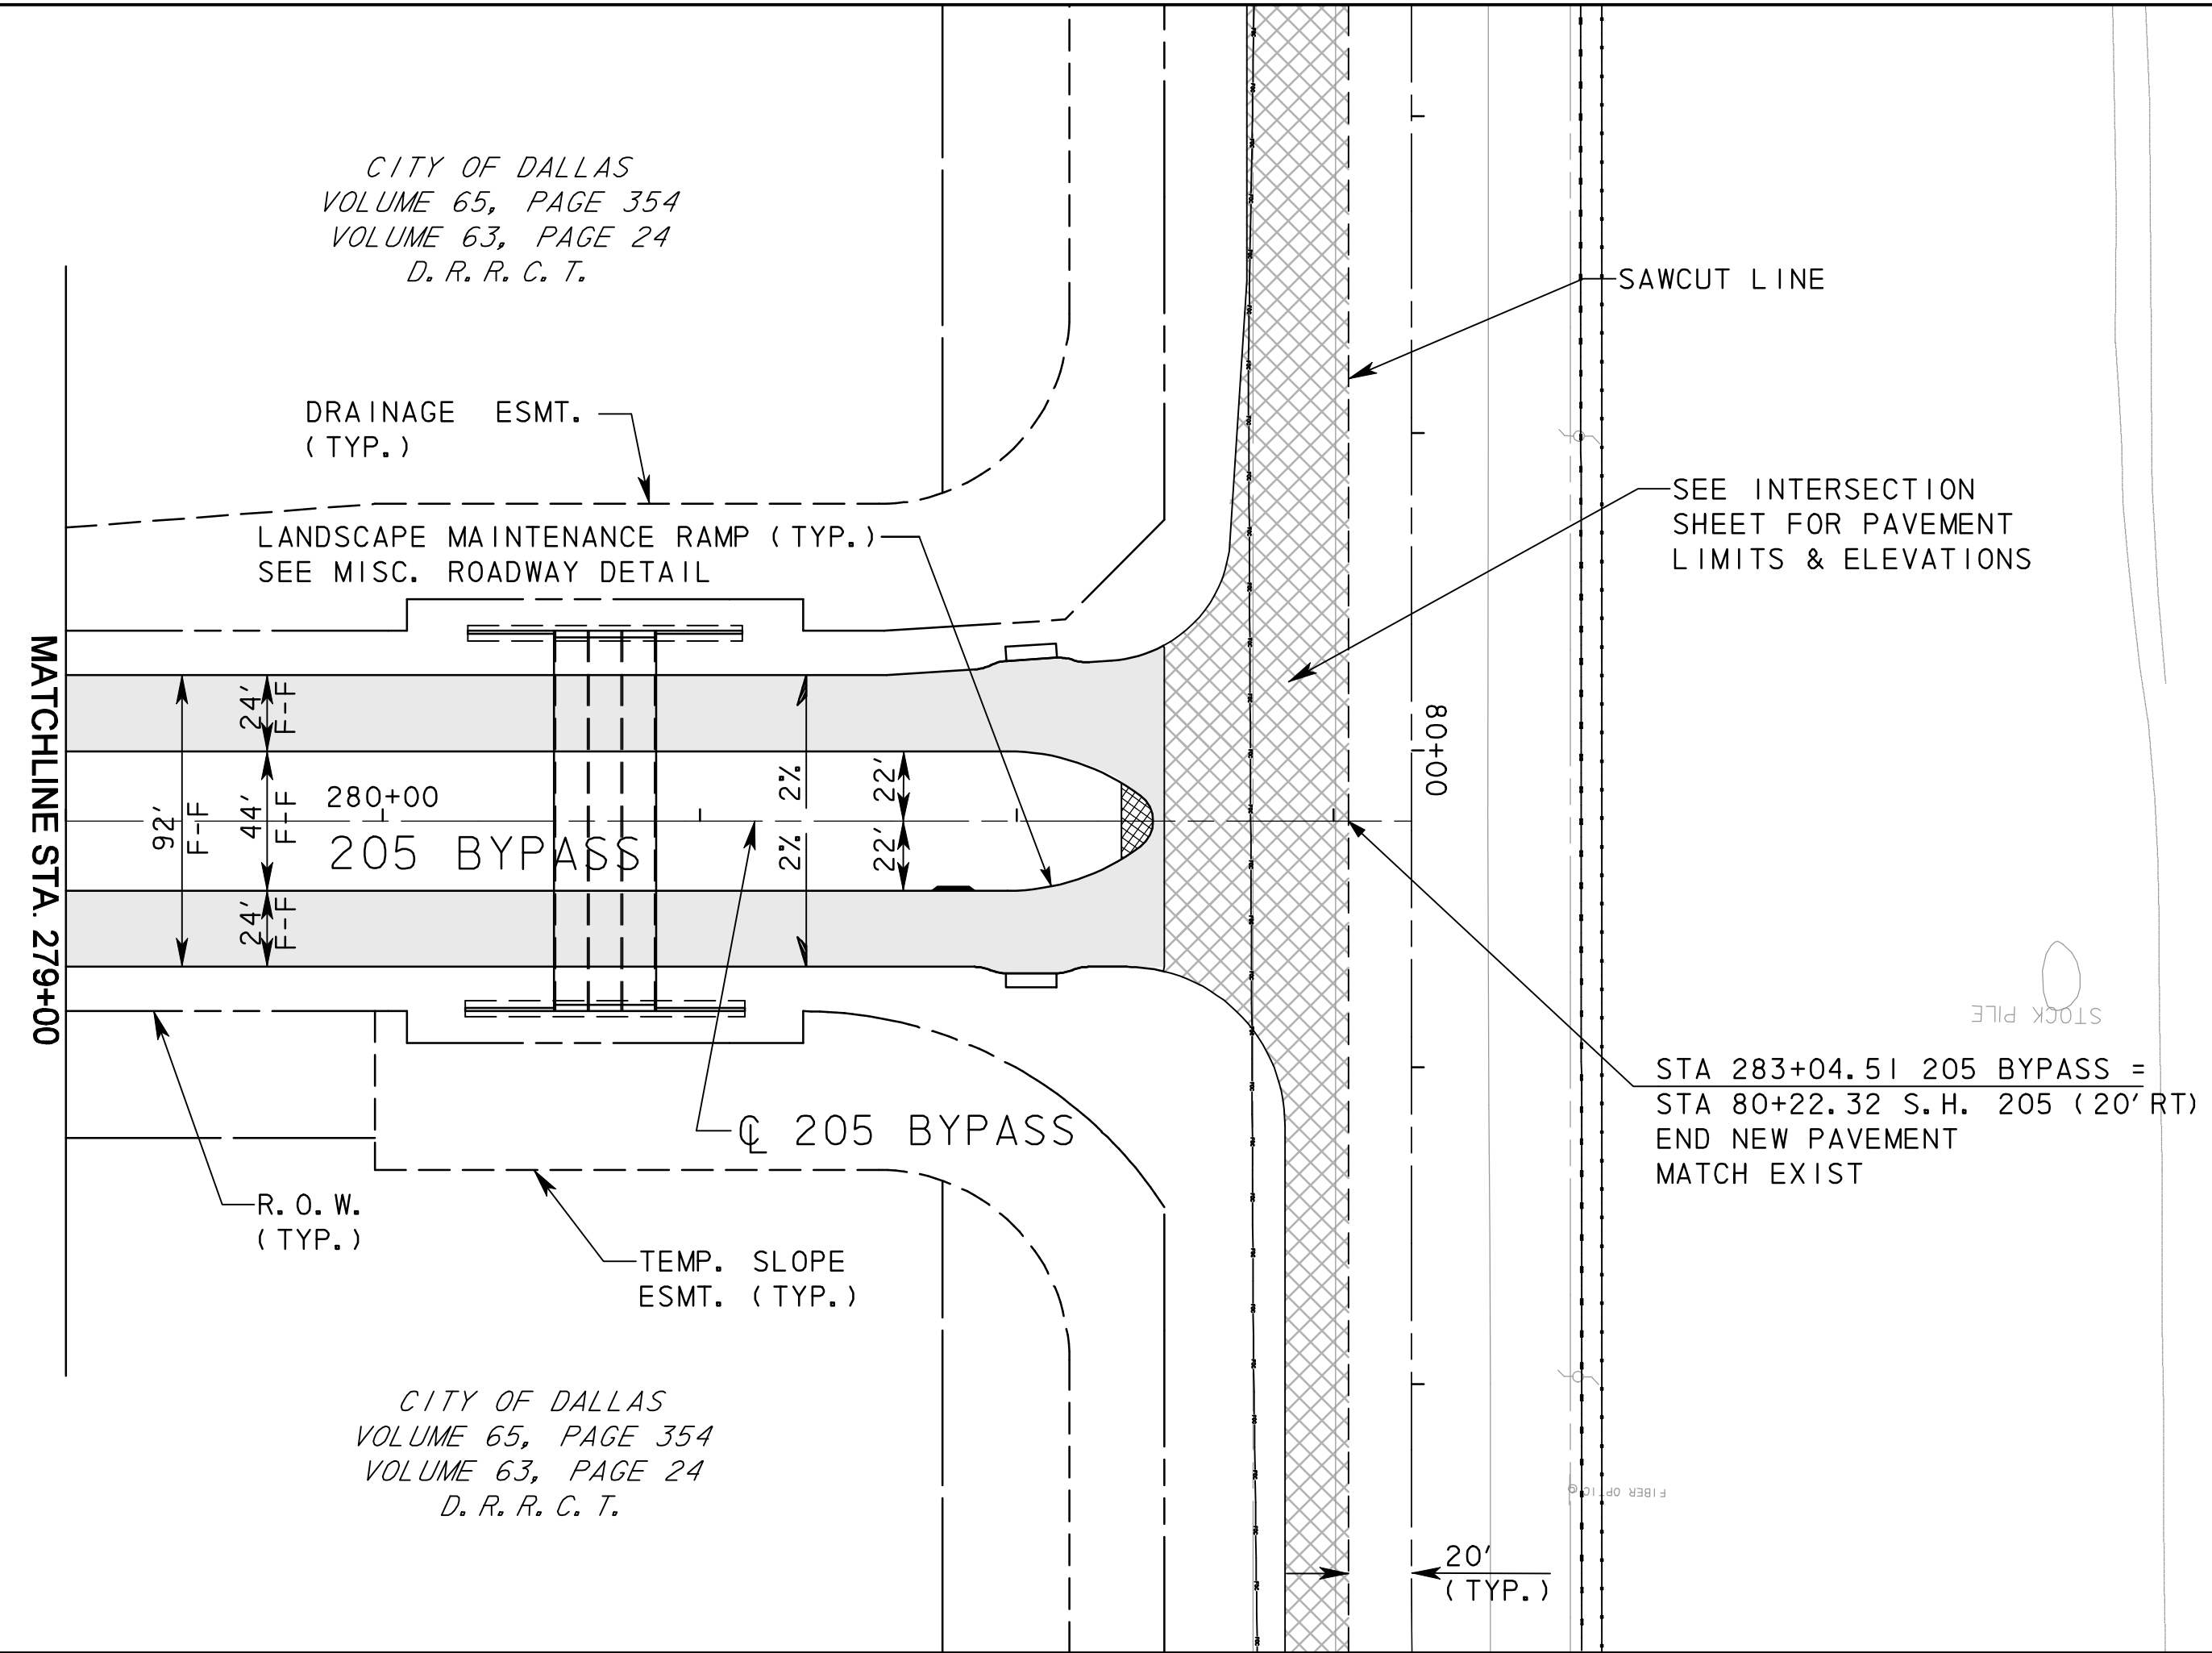 CITY OF DALLAS
VOLUME 65, PAGE 354
VOLUME 63, PAGE 24
D.R.R.C.T.
SAWCUT LINE
DRAINAGE ESMT.
(TYP.)
SEE INTERSECTION
SHEET FOR PAVEMENT
LIMITS & ELEVATIONS
LANDSCAPE MAINTENANCE RAMP (TYP.)
SEE MISC. ROADWAY DETAIL
MATCHLINE STA. 279+00
92'
F-F
24'
F-F
44'
F-F
24'
F-F
280+00
205 BYPASS
2%
2%
22'
22'
80+00
STOCK PILE
STA 283+04.51 205 BYPASS =
STA 80+22.32 S.H. 205 (20' RT)
END NEW PAVEMENT
MATCH EXIST
℄ 205 BYPASS
R.O.W.
(TYP.)
TEMP. SLOPE
ESMT. (TYP.)
CITY OF DALLAS
VOLUME 65, PAGE 354
VOLUME 63, PAGE 24
D.R.R.C.T.
FIBER OPTIC
20'
(TYP.)